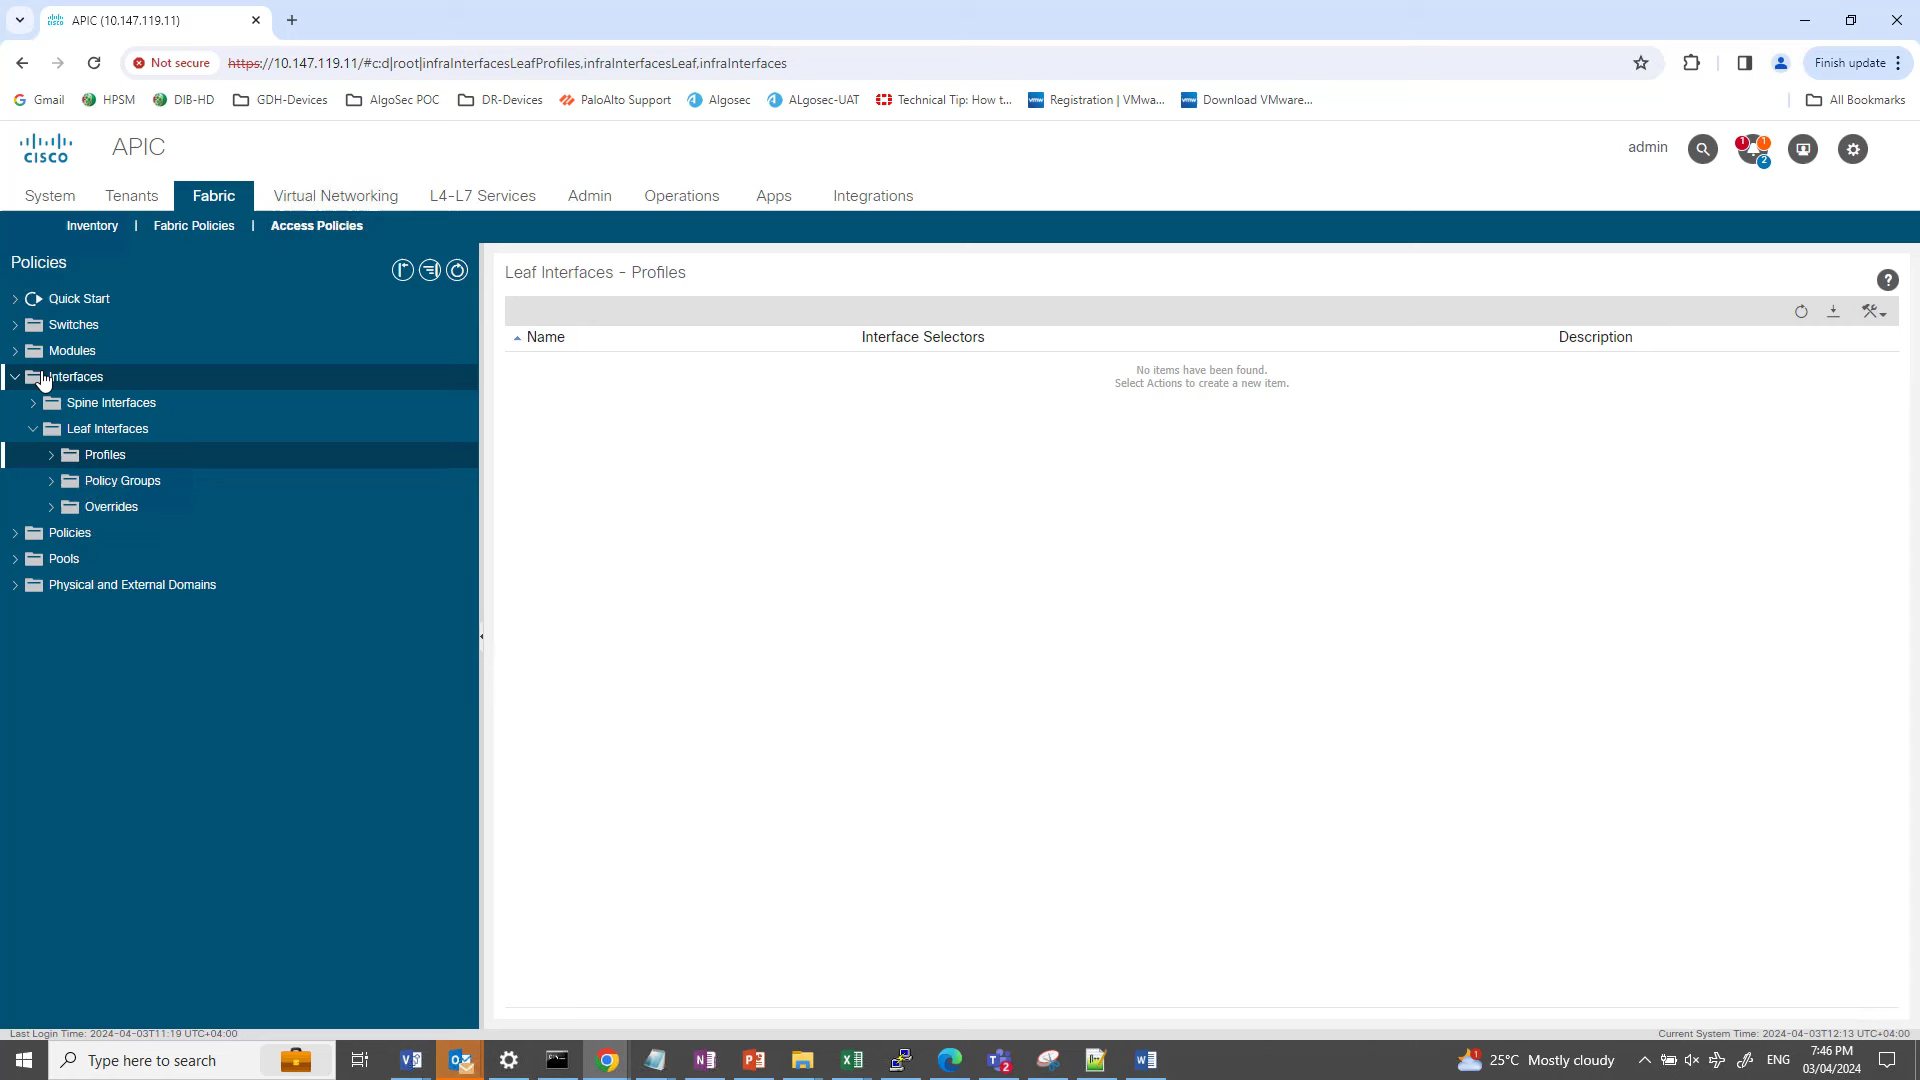 APIC (10.147.119.11)
Not secure
https://10.147.119.11/#c:d|root|infraInterfacesLeafProfiles,infraInterfacesLeaf,infraInterfaces
Finish update
Gmail
HPSM
DIB-HD
GDH-Devices
AlgoSec POC
DR-Devices
PaloAlto Support
Algosec
ALgosec-UAT
Technical Tip: How t...
Registration | VMwa...
Download VMware...
All Bookmarks
CISCO
APIC
admin
1
1
2
System
Tenants
Fabric
Virtual Networking
L4-L7 Services
Admin
Operations
Apps
Integrations
Inventory | Fabric Policies | Access Policies
Policies
Quick Start
Switches
Modules
Interfaces
Spine Interfaces
Leaf Interfaces
Profiles
Policy Groups
Overrides
Policies
Pools
Physical and External Domains
Leaf Interfaces - Profiles
Name
Interface Selectors
Description
No items have been found.
Select Actions to create a new item.
Last Login Time: 2024-04-03T11:19 UTC+04:00
Current System Time: 2024-04-03T12:13 UTC+04:00
Type here to search
2
25°C Mostly cloudy
ENG
7:46 PM
03/04/2024